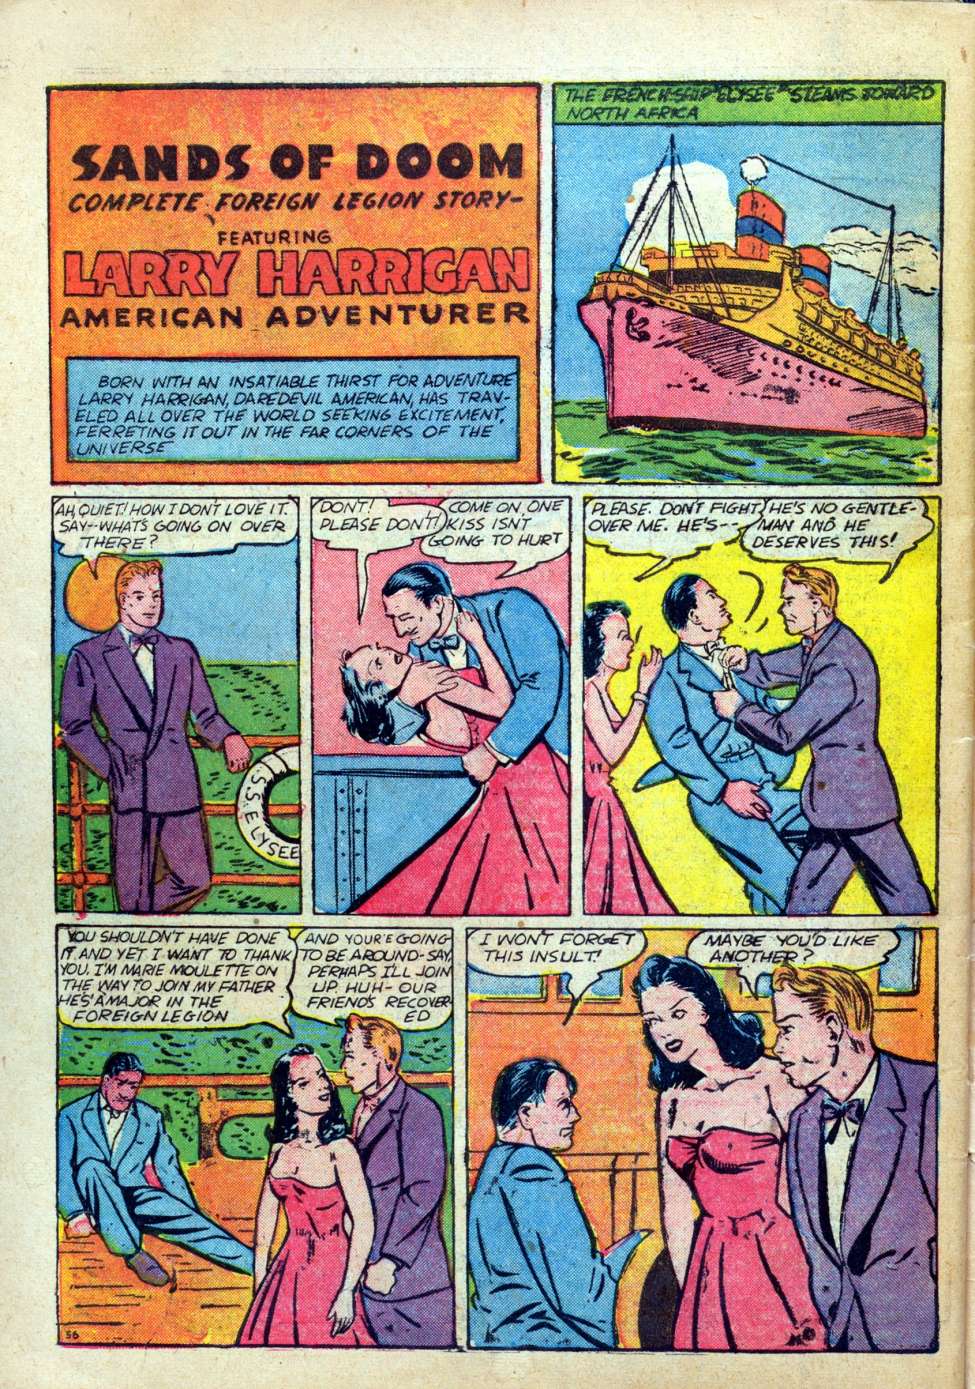 SANDS OF DOOM
COMPLETE FOREIGN LEGION STORY-
FEATURING
LARRY HARRIGAN
AMERICAN ADVENTURER
BORN WITH AN INSATIABLE THIRST FOR ADVENTURE
LARRY HARRIGAN, DAREDEVIL AMERICAN, HAS TRAV-
ELED ALL OVER THE WORLD SEEKING EXCITEMENT,
FERRETING IT OUT IN THE FAR CORNERS OF THE
UNIVERSE
THE FRENCH SHIP "ELYSEE" STEAMS TOWARD
NORTH AFRICA
AH, QUIET! HOW I DON'T LOVE IT.
SAY--WHAT'S GOING ON OVER
THERE?
S.S. ELYSEE
DON'T!
PLEASE DON'T!
COME ON, ONE
KISS ISNT
GOING TO HURT
PLEASE. DON'T FIGHT
OVER ME. HE'S--
HE'S NO GENTLE-
MAN AND HE
DESERVES THIS!
YOU SHOULDN'T HAVE DONE
IT AND YET I WANT TO THANK
YOU. I'M MARIE MOULETTE ON
THE WAY TO JOIN MY FATHER
HE'S A MAJOR IN THE
FOREIGN LEGION
AND YOUR'E GOING
TO BE AROUND-SAY,
PERHAPS I'LL JOIN
UP. HUH-OUR
FRIEND'S RECOVER-
ED
56
I WON'T FORGET
THIS INSULT!
MAYBE YOU'D LIKE
ANOTHER?